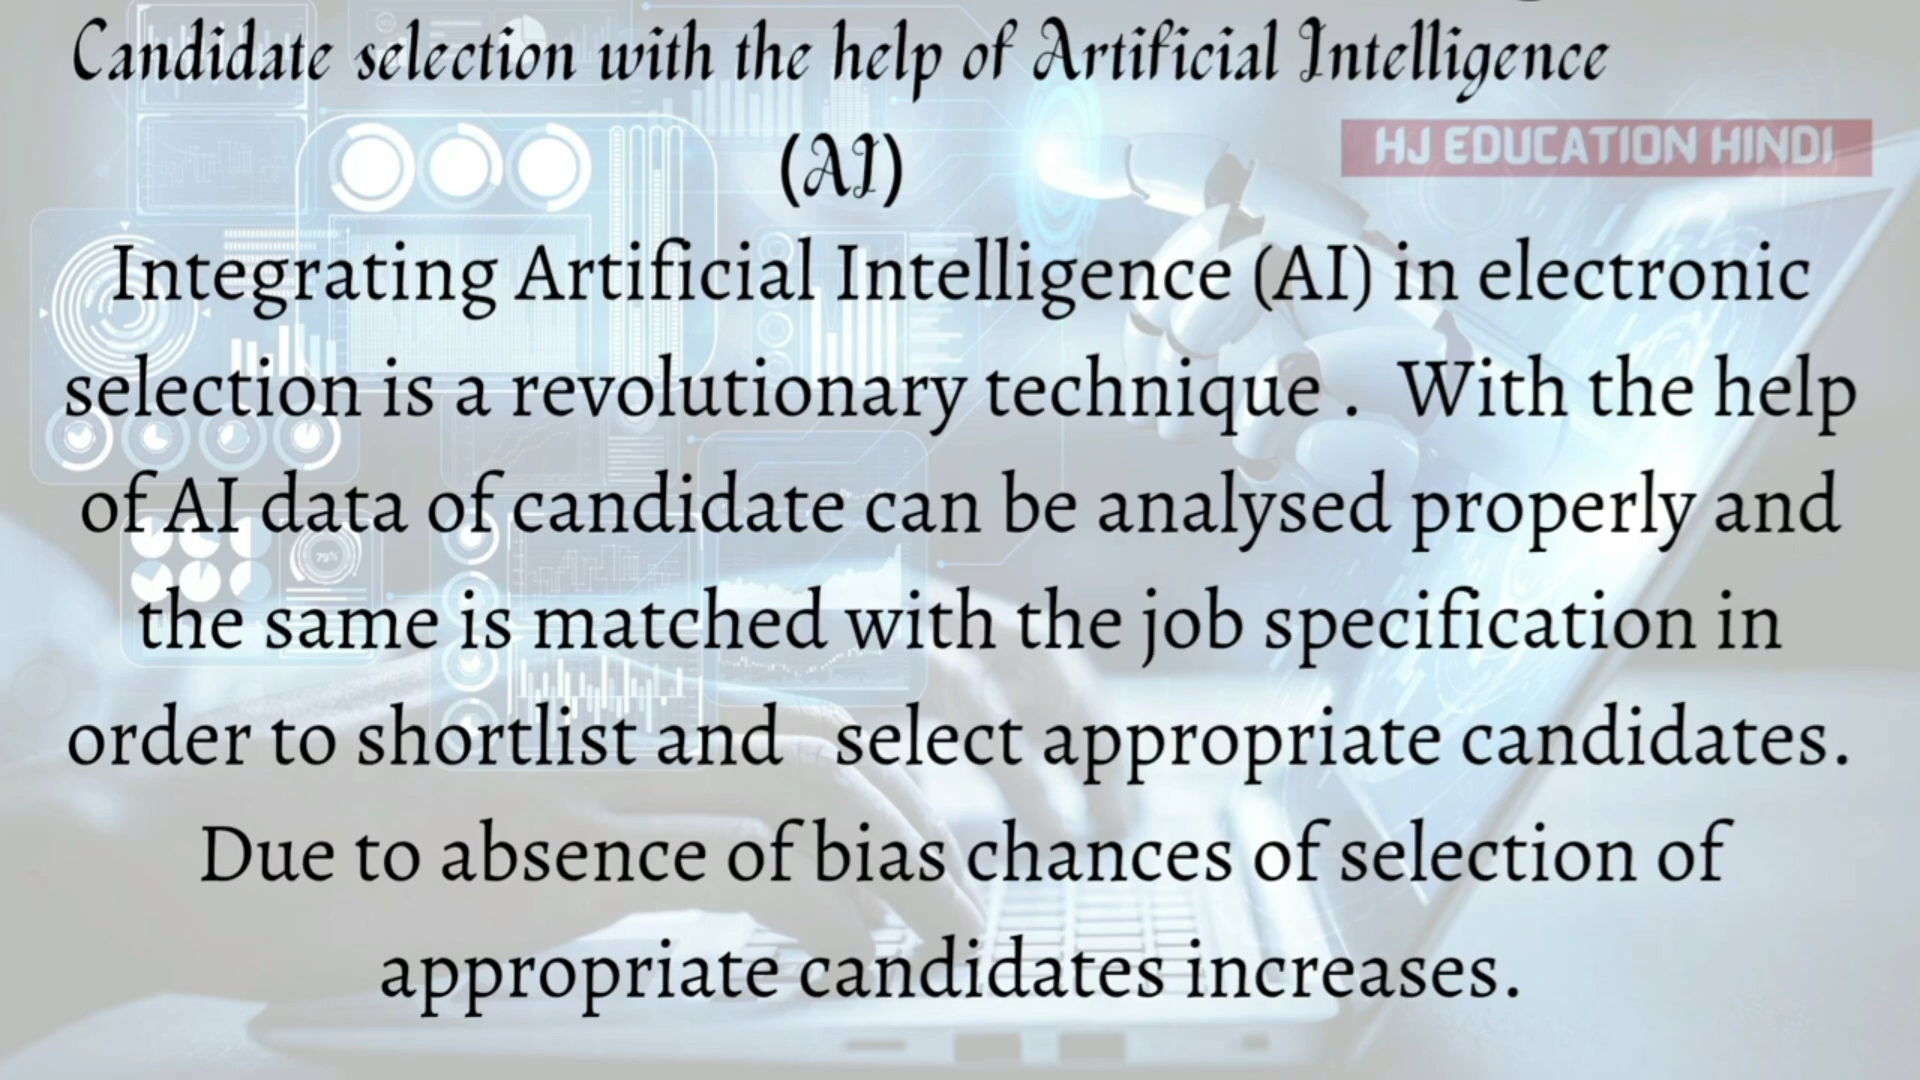 Candidate selection with the help of Artificial Intelligence
(AI)
HJ EDUCATION HINDI
Integrating Artificial Intelligence (AI) in electronic
selection is a revolutionary technique . With the help
of AI data of candidate can be analysed properly and
the same is matched with the job specification in
order to shortlist and select appropriate candidates.
Due to absence of bias chances of selection of
appropriate candidates increases.
79%